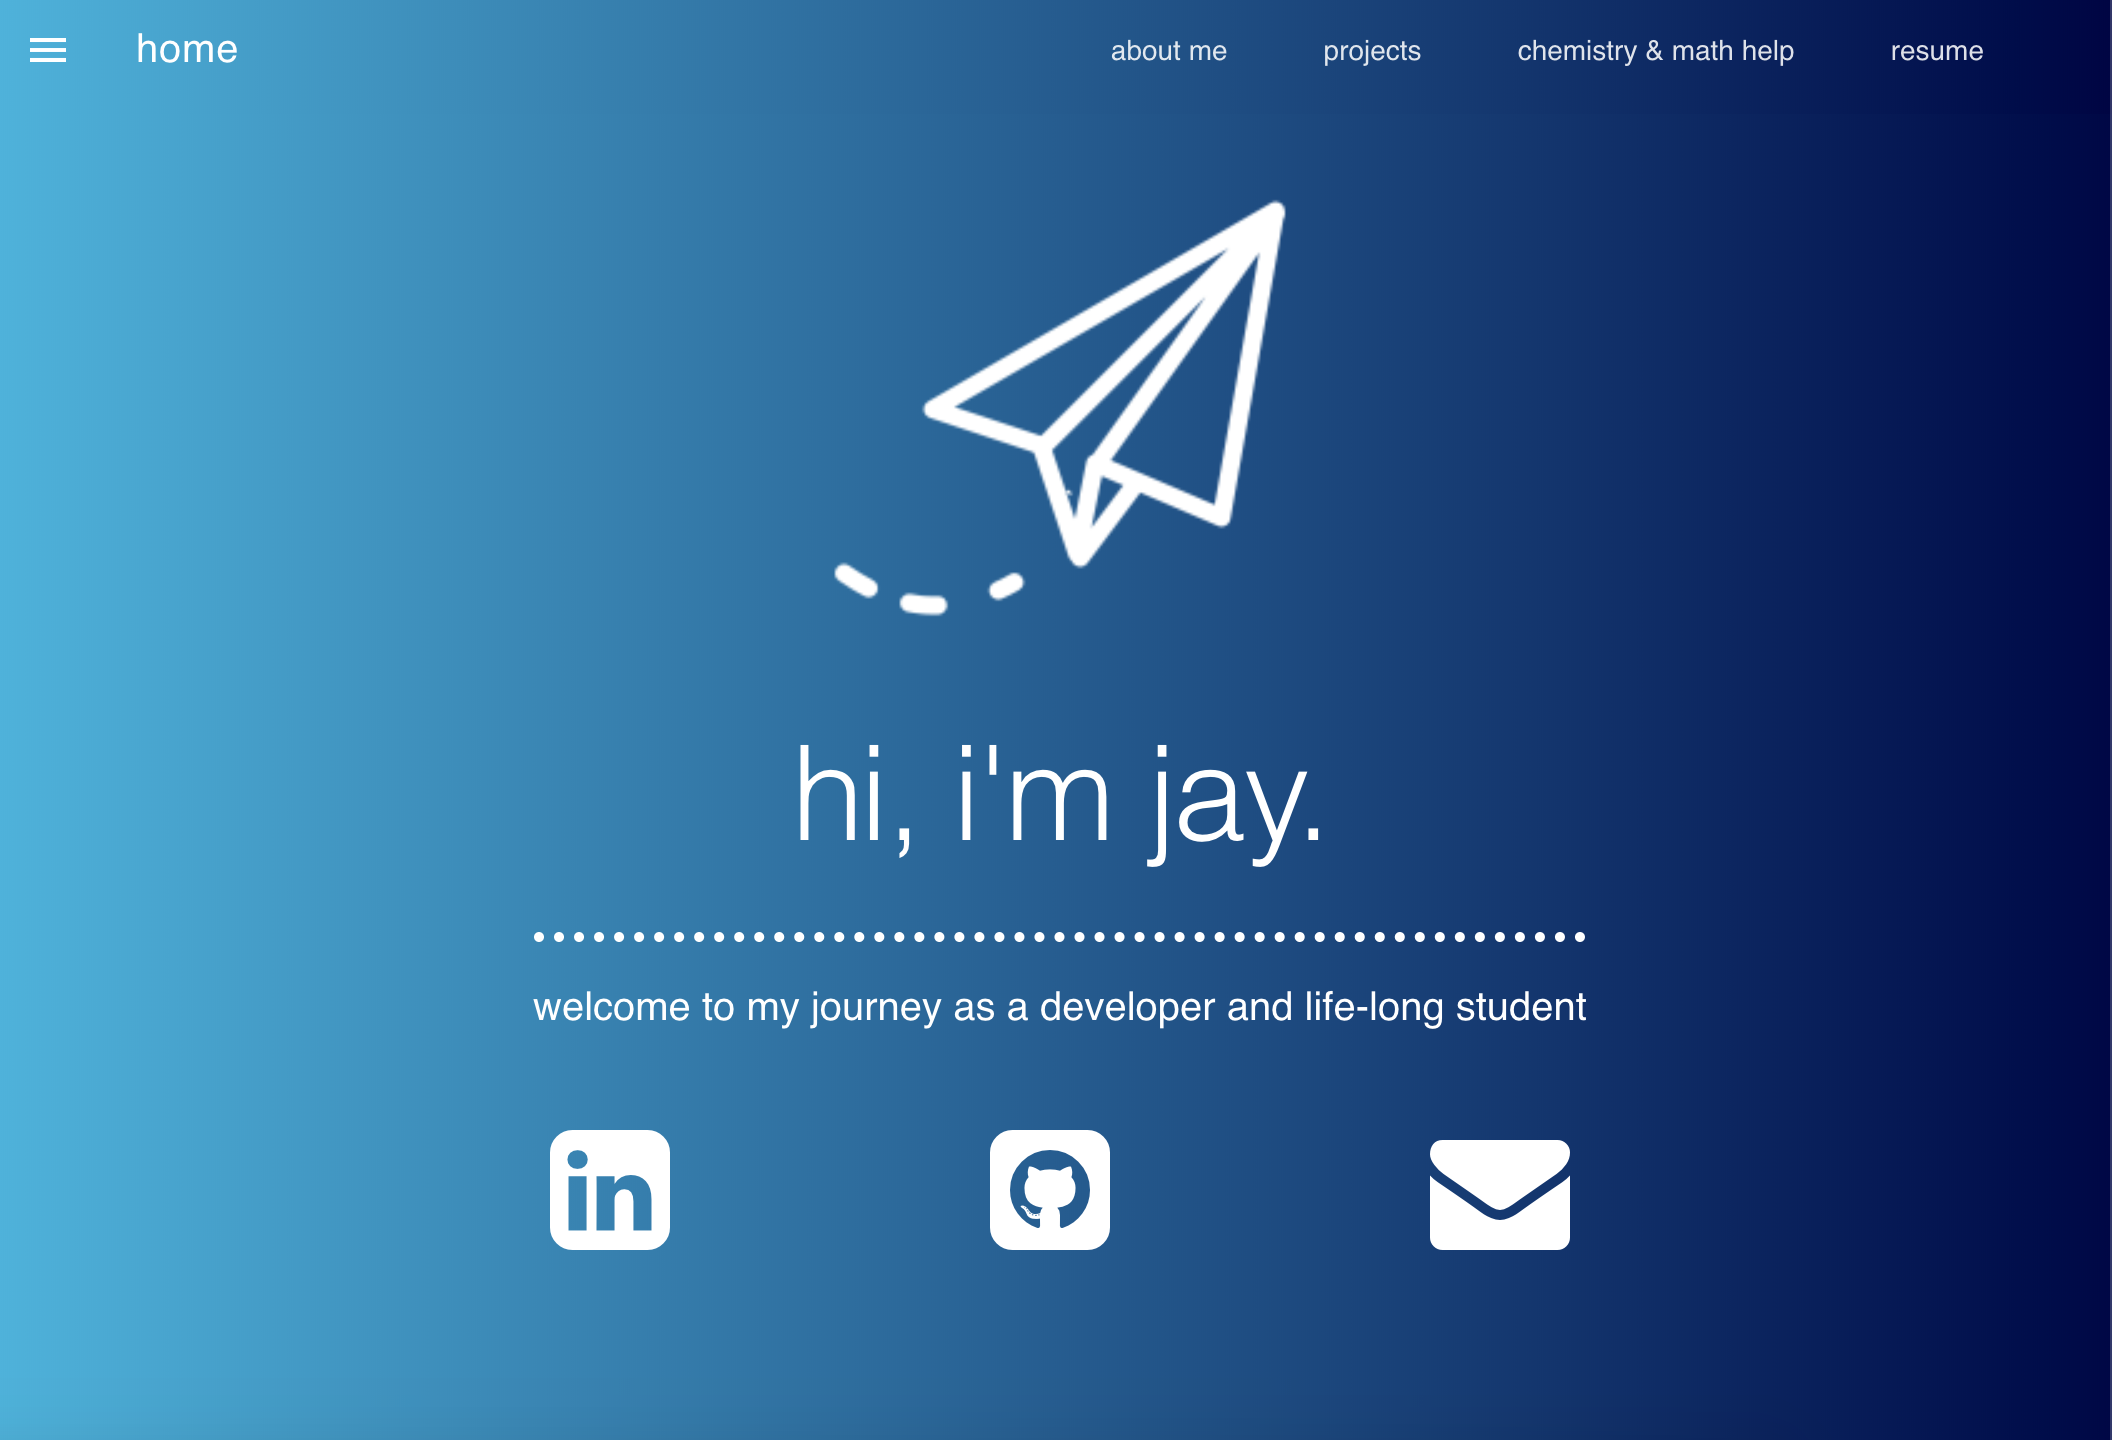 home
about me
projects
chemistry & math help
resume
hi, i'm jay.
welcome to my journey as a developer and life-long student
in